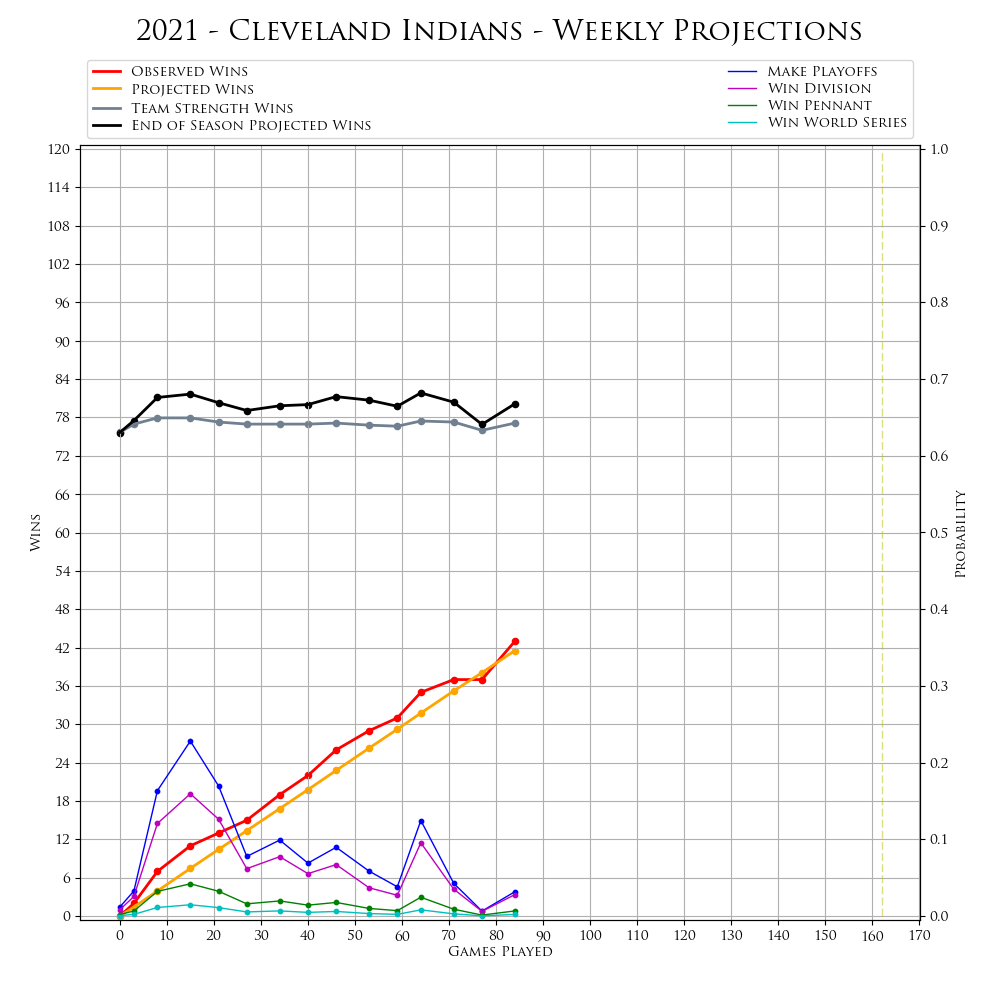 2021 - Cleveland Indians - Weekly Projections
Observed Wins
Projected Wins
Team Strength Wins
End of Season Projected Wins
Make Playoffs
Win Division
Win Pennant
Win World Series
120
114
108
102
96
90
84
78
72
66
60
54
48
42
36
30
24
18
12
6
0
Wins
1.0
0.9
0.8
0.7
0.6
0.5
0.4
0.3
0.2
0.1
0.0
Probability
0 10 20 30 40 50 60 70 80 90 100 110 120 130 140 150 160 170
Games Played